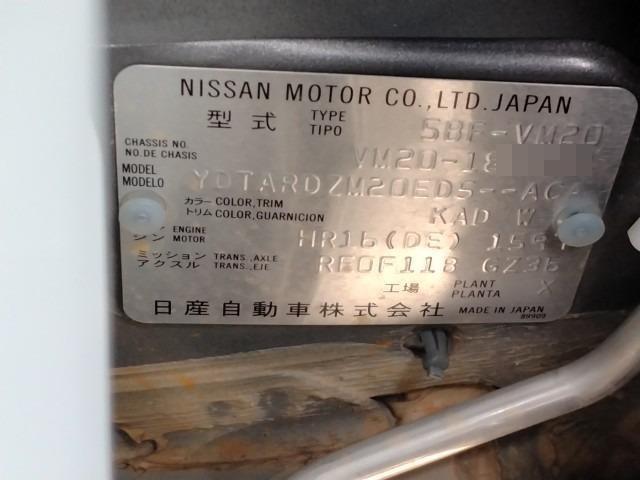 NISSAN MOTOR CO.,LTD.JAPAN
型式 TYPE TIPO 5BF-VM20
CHASSIS NO. NO.DE CHASIS VM20-18
MODEL MODELO YDTARDZM20EDS--AC
カラー COLOR,TRIM
トリム COLOR,GUARNICION KAD W
ENGINE MOTOR HR16(DE) 159
ミッション TRANS.,AXLE
アクスル TRANS.,EJE RE0F11B GZ36
工場 PLANT PLANTA X
日産自動車株式会社 MADE IN JAPAN
89909